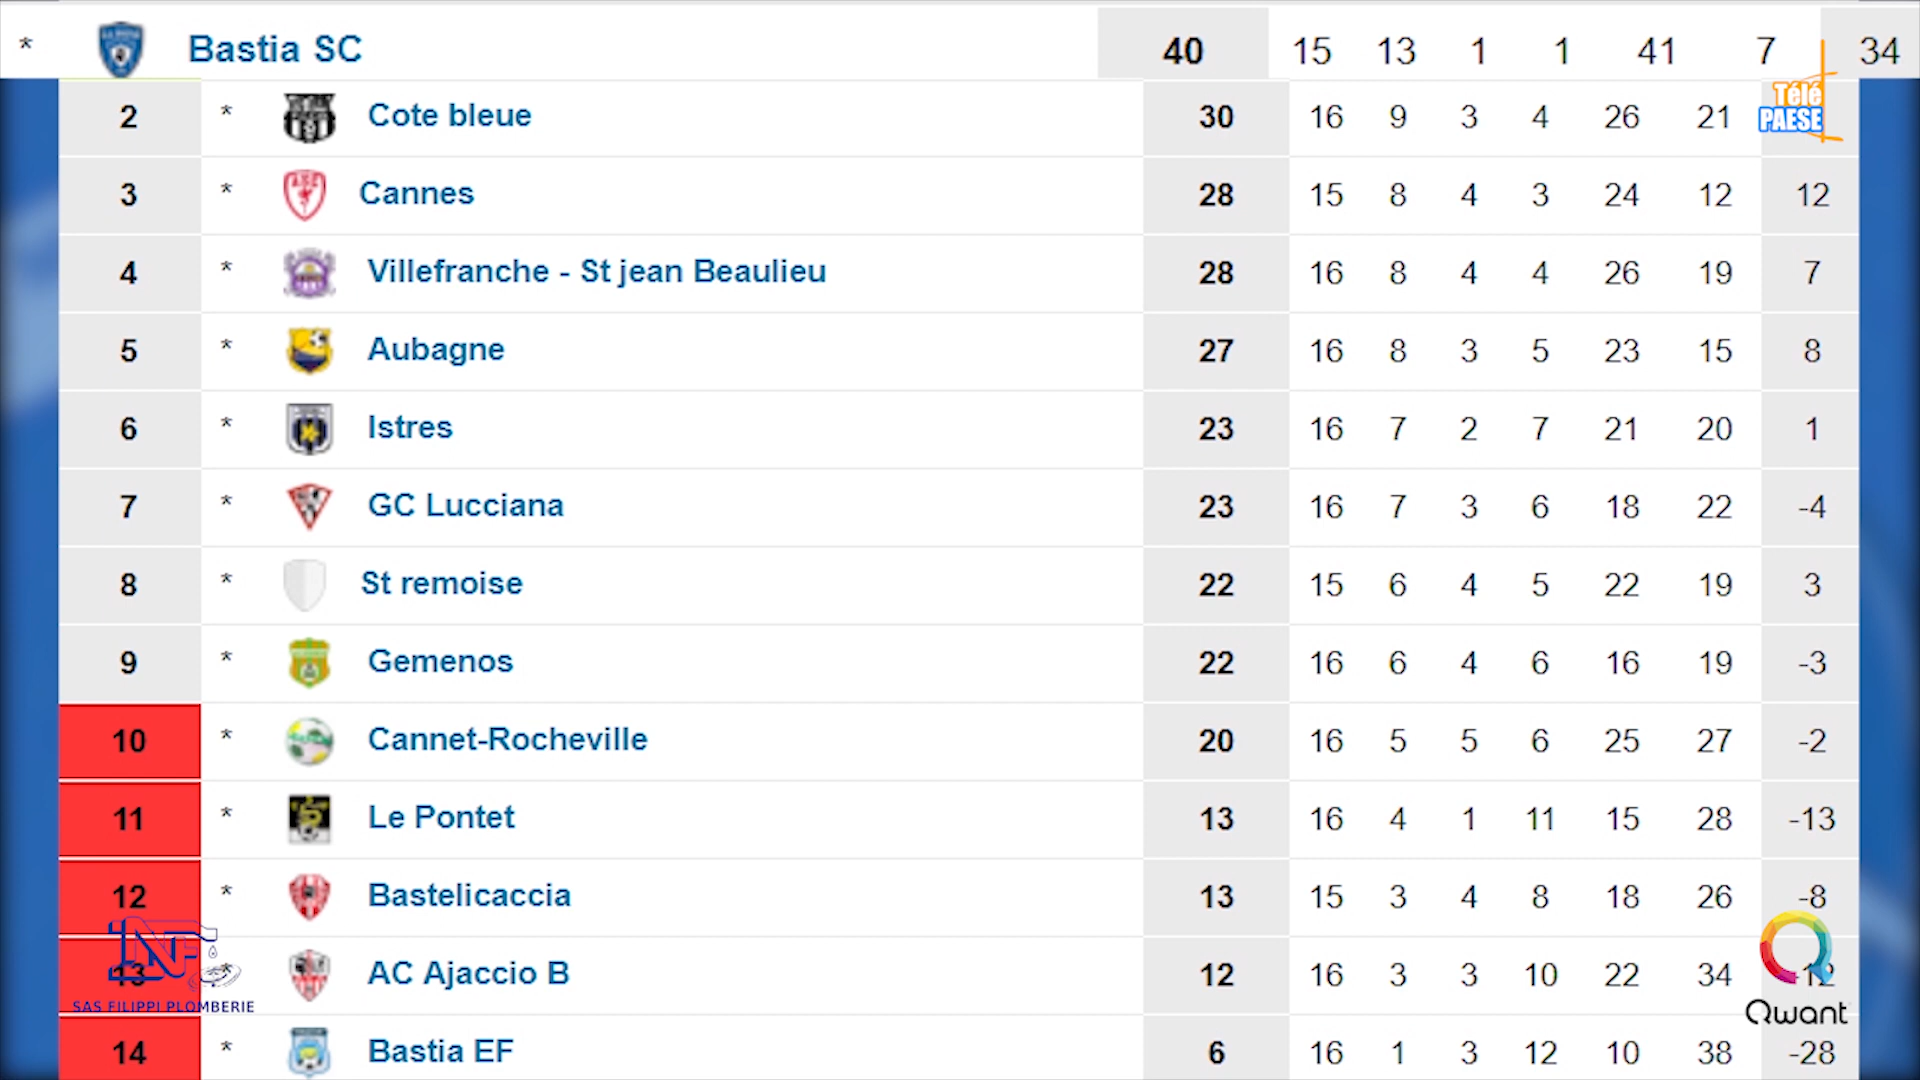 * Bastia SC 40 15 13 1 1 41 7 34
2 * Cote bleue 30 16 9 3 4 26 21
Télé
PAESE
3 * Cannes 28 15 8 4 3 24 12 12
4 * Villefranche - St jean Beaulieu 28 16 8 4 4 26 19 7
5 * Aubagne 27 16 8 3 5 23 15 8
6 * Istres 23 16 7 2 7 21 20 1
7 * GC Lucciana 23 16 7 3 6 18 22 -4
8 * St remoise 22 15 6 4 5 22 19 3
9 * Gemenos 22 16 6 4 6 16 19 -3
10 * Cannet-Rocheville 20 16 5 5 6 25 27 -2
11 * Le Pontet 13 16 4 1 11 15 28 -13
12 * Bastelicaccia 13 15 3 4 8 18 26 -8
13 * AC Ajaccio B 12 16 3 3 10 22 34 -12
SAS FILIPPI PLOMBERIE
Qwant
14 * Bastia EF 6 16 1 3 12 10 38 -28